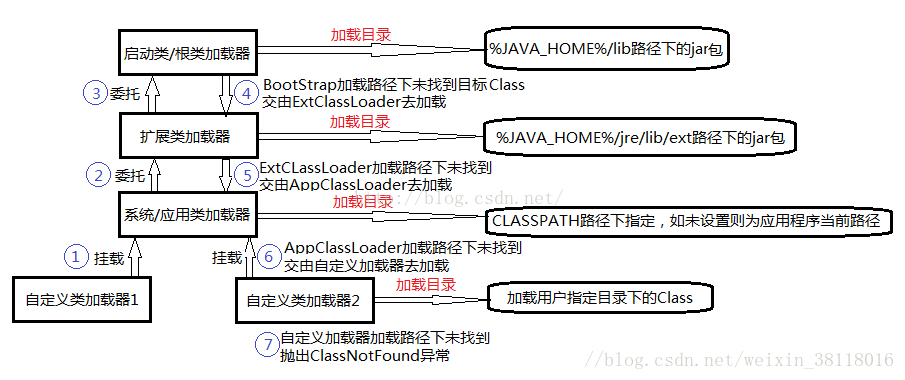 启动类/根类加载器
加载目录
%JAVA_HOME%/lib路径下的jar包
③ 委托
④ BootStrap加载路径下未找到目标Class
交由ExtClassLoader去加载
扩展类加载器
加载目录
%JAVA_HOME%/jre/lib/ext路径下的jar包
② 委托
⑤ ExtCLassLoader加载路径下未找到
交由AppClassLoader去加载
://blog.csdn.net/
系统/应用类加载器
加载目录
CLASSPATH路径下指定，如未设置则为应用程序当前路径
① 挂载
挂载
⑥ AppClassLoader加载路径下未找到
交由自定义加载器去加载
自定义类加载器1
自定义类加载器2
加载目录
加载用户指定目录下的Class
⑦ 自定义加载器加载路径下未找到
抛出ClassNotFound异常
//blog.csdn.net/weixin_38118016